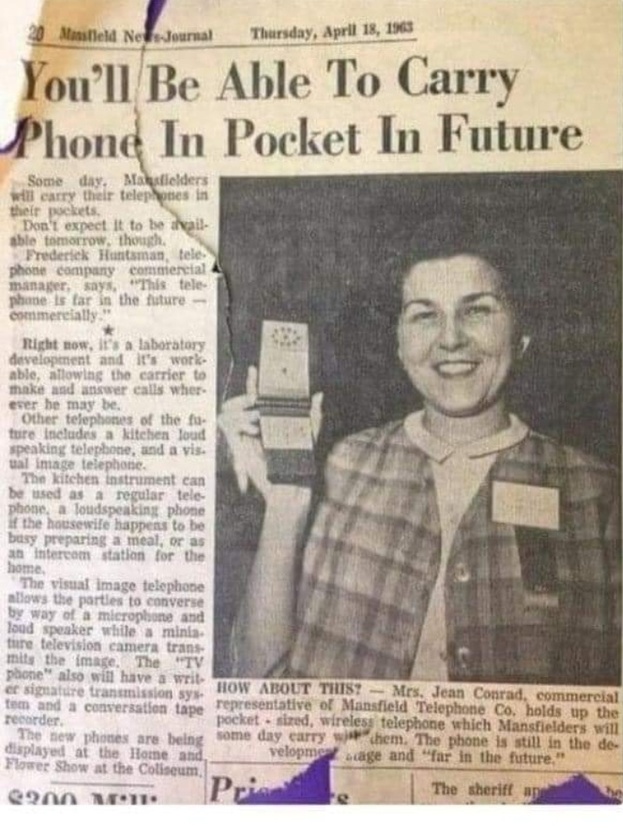 20 Mansfield News-Journal Thursday, April 18, 1963
You'll Be Able To Carry
Phone In Pocket In Future
Some day, Mansfielders
will carry their telephones in
their pockets.
Don't expect it to be avail-
able tomorrow, though.
Frederick Huntsman, tele-
phone company commercial
manager, says, "This tele-
phone is far in the future —
commercially."
★
Right now, it's a laboratory
development and it's work-
able, allowing the carrier to
make and answer calls wher-
ever he may be.
Other telephones of the fu-
ture includes a kitchen loud
speaking telephone, and a vis-
ual image telephone.
The kitchen instrument can
be used as a regular tele-
phone, a loudspeaking phone
if the housewife happens to be
busy preparing a meal, or as
an intercom station for the
home.
The visual image telephone
allows the parties to converse
by way of a microphone and
loud speaker while a minia-
ture television camera trans-
mits the image. The "TV
phone" also will have a writ-
er signature transmission sys-
tem and a conversation tape
recorder.
The new phones are being
displayed at the Home and
Flower Show at the Coliseum.
HOW ABOUT THIS? — Mrs. Jean Conrad, commercial
representative of Mansfield Telephone Co. holds up the
pocket - sized, wireless telephone which Mansfielders will
some day carry with them. The phone is still in the de-
velopment stage and "far in the future."
The sheriff